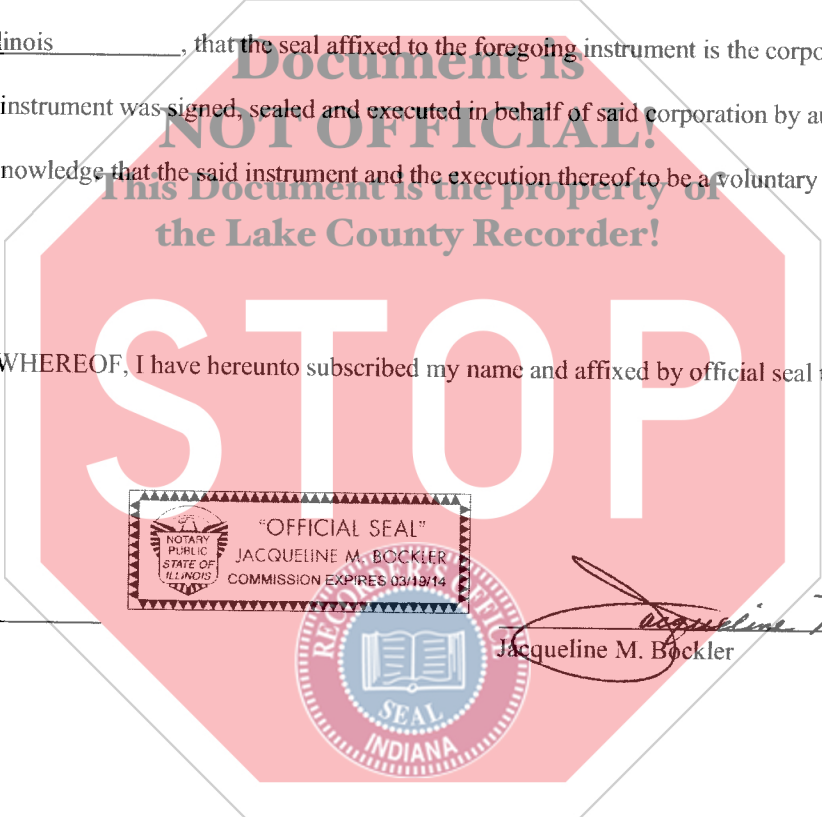 linois ____________, that the seal affixed to the foregoing instrument is the corpo
Document is
instrument was signed, sealed and executed in behalf of said corporation by au
NOT OFFICIAL!
nowledge that the said instrument and the execution thereof to be a voluntary
This Document is the property of
the Lake County Recorder!
STOP
WHEREOF, I have hereunto subscribed my name and affixed by official seal t
"OFFICIAL SEAL"
JACQUELINE M. BOCKLER
COMMISSION EXPIRES 03/19/14
NOTARY
PUBLIC
STATE OF
ILLINOIS
Jacqueline
Jacqueline M. Bockler
RECORDER'S OFFICE
SEAL
INDIANA